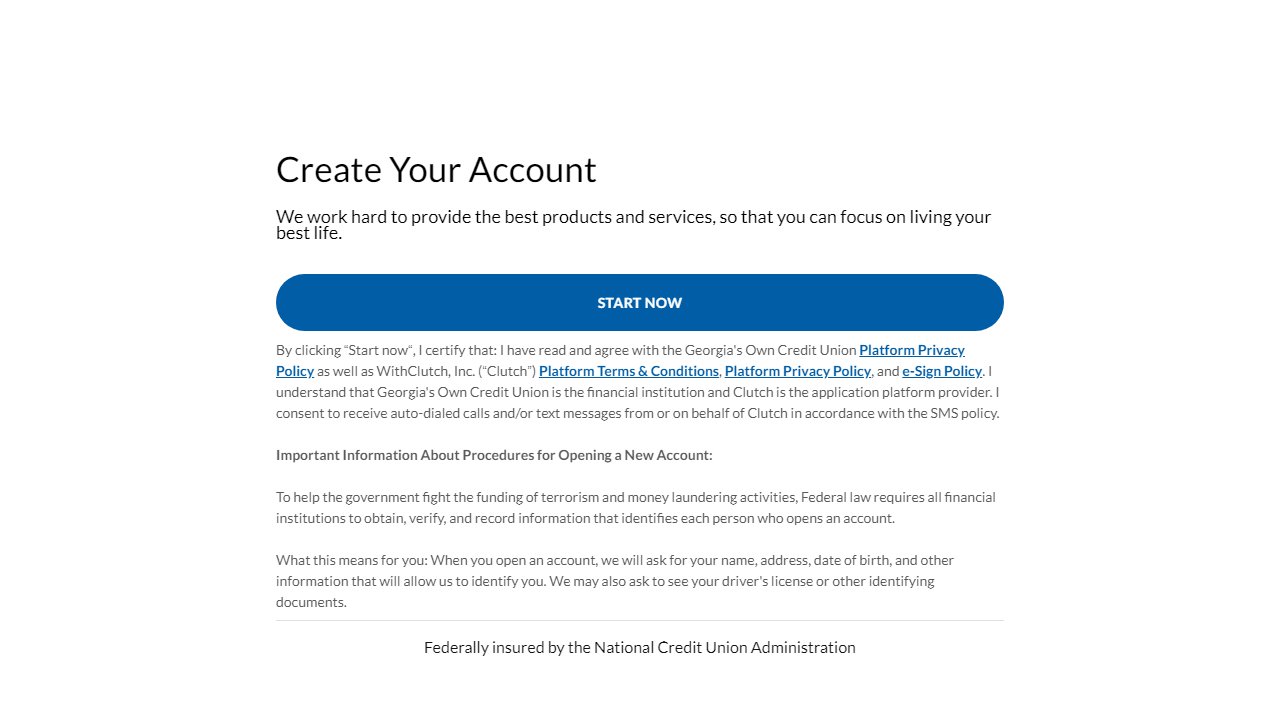 Create Your Account
We work hard to provide the best products and services, so that you can focus on living your
best life.
START NOW
By clicking “Start now“, I certify that: I have read and agree with the Georgia's Own Credit Union Platform Privacy
Policy as well as WithClutch, Inc. (“Clutch”) Platform Terms & Conditions, Platform Privacy Policy, and e-Sign Policy. I
understand that Georgia's Own Credit Union is the financial institution and Clutch is the application platform provider. I
consent to receive auto-dialed calls and/or text messages from or on behalf of Clutch in accordance with the SMS policy.
Important Information About Procedures for Opening a New Account:
To help the government fight the funding of terrorism and money laundering activities, Federal law requires all financial
institutions to obtain, verify, and record information that identifies each person who opens an account.
What this means for you: When you open an account, we will ask for your name, address, date of birth, and other
information that will allow us to identify you. We may also ask to see your driver's license or other identifying
documents.
Federally insured by the National Credit Union Administration